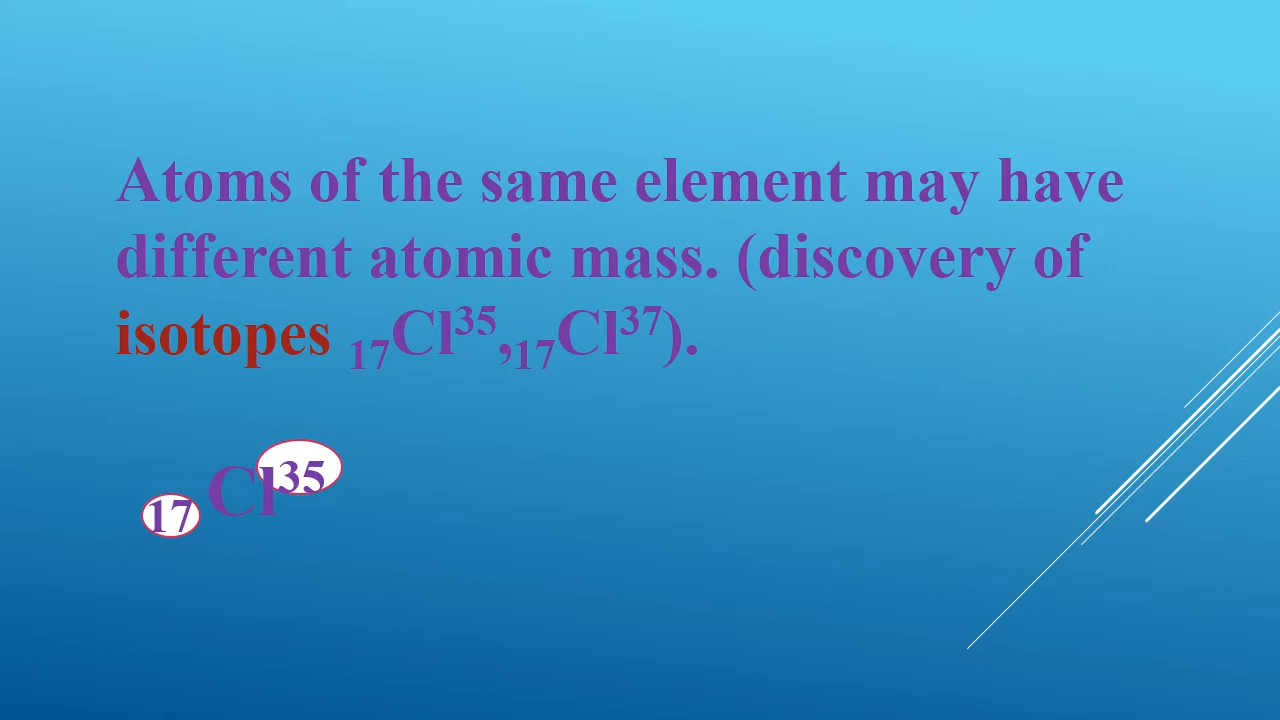 Atoms of the same element may have
different atomic mass. (discovery of
isotopes ₁₇Cl³⁵,₁₇Cl³⁷).
₁₇Cl³⁵